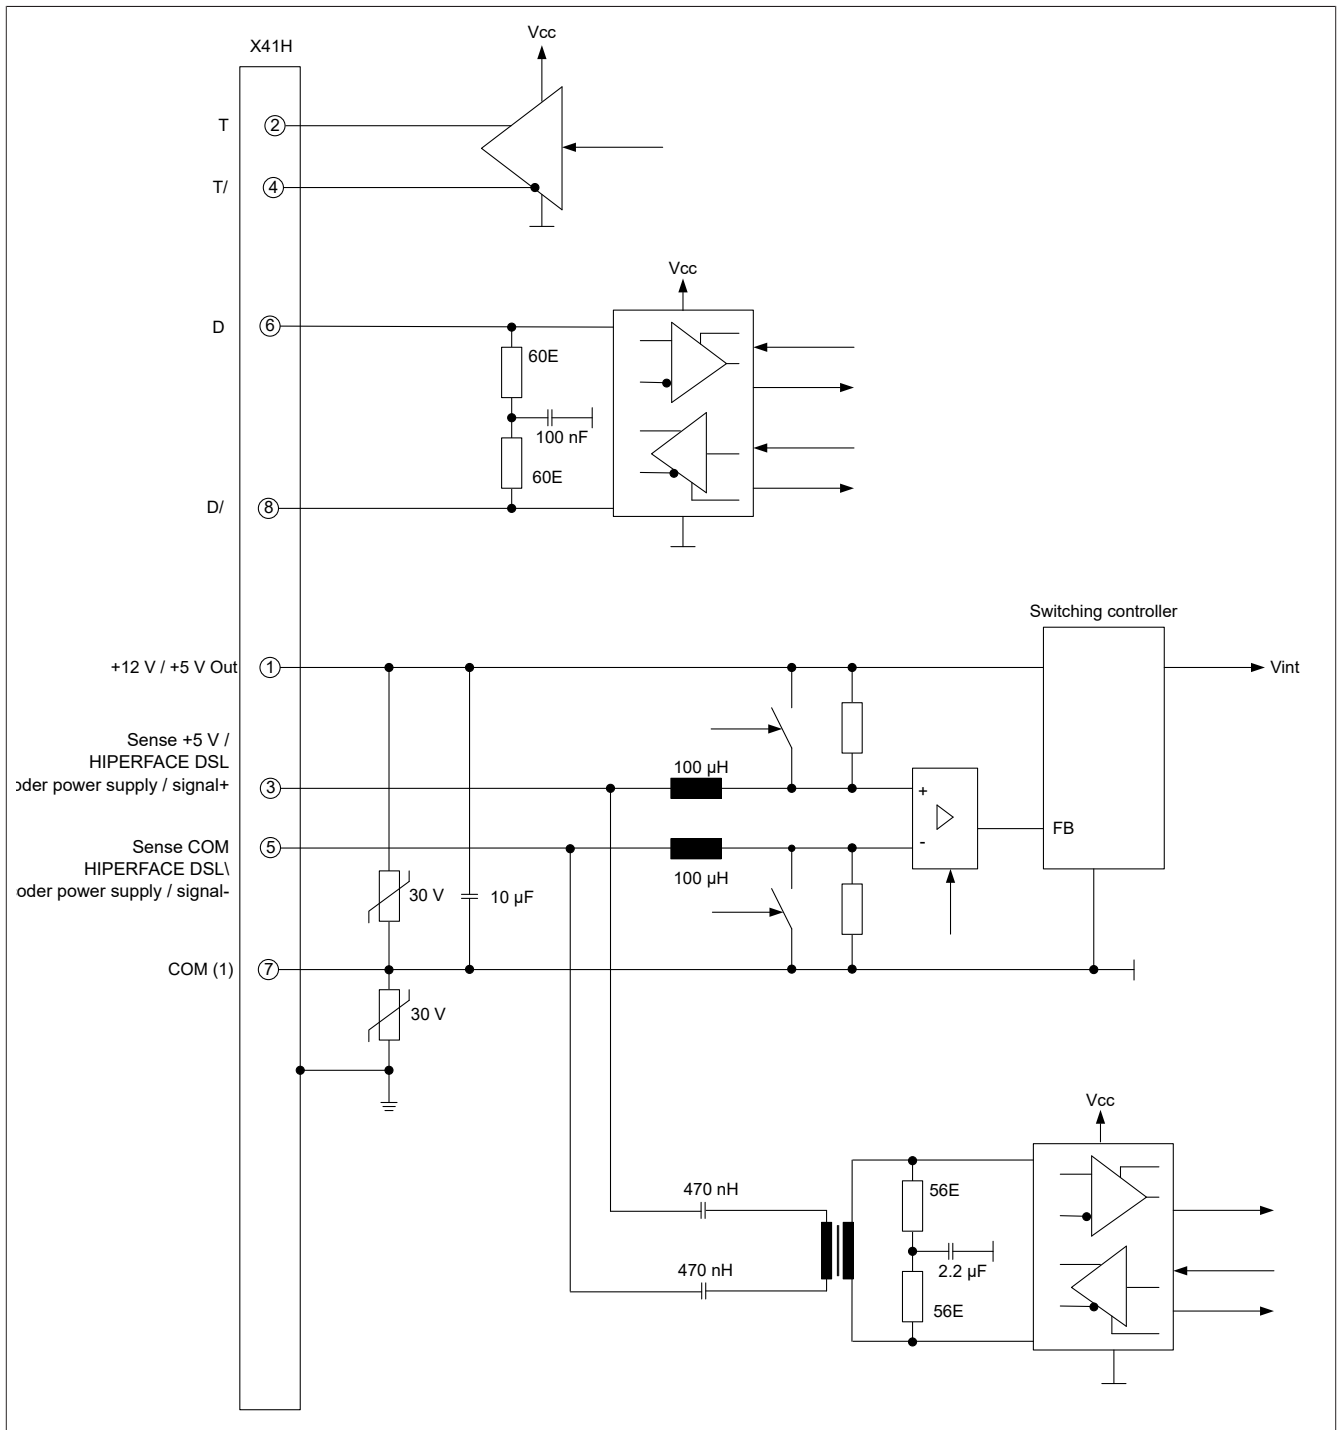 X41H
Vcc
T
2
T/
4
Vcc
D
6
60E
100 nF
60E
D/
8
Switching controller
+12 V / +5 V Out
1
Vint
Sense +5 V /
HIPERFACE DSL
oder power supply / signal+
3
100 µH
+
Sense COM
HIPERFACE DSL\
oder power supply / signal-
5
100 µH
-
FB
30 V
10 µF
COM (1)
7
30 V
Vcc
470 nH
56E
2.2 µF
470 nH
56E